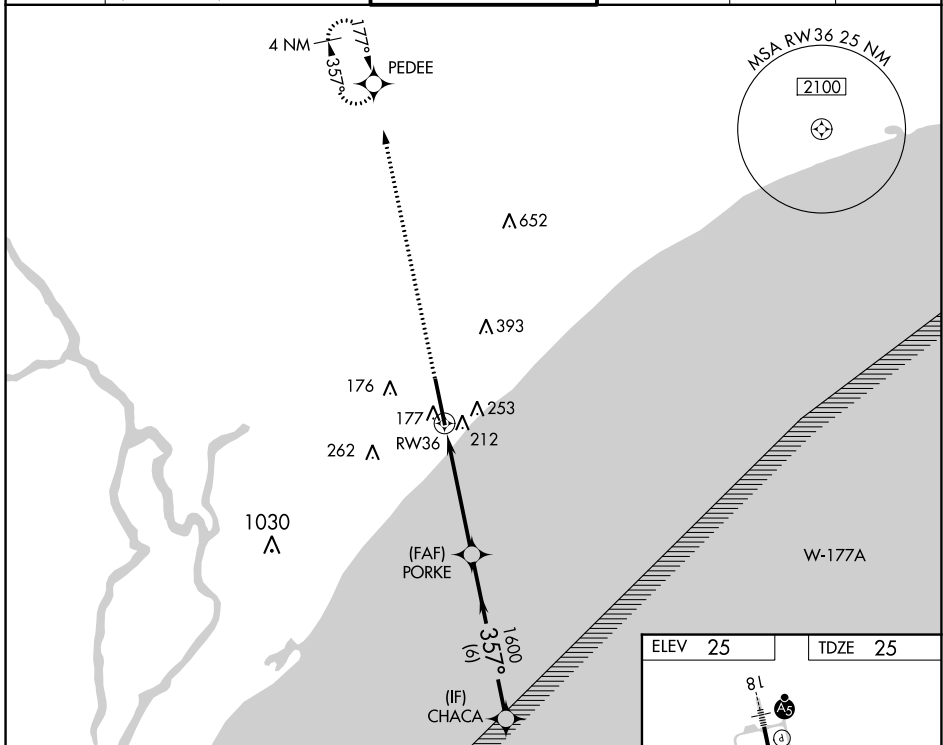 4 NM
177°
357°
PEDEE
MSA RW36 25 NM
2100
652
393
176
177
253
RW36
212
262
1030
(FAF)
PORKE
W-177A
1600
357°
(6)
(IF)
CHACA
ELEV 25
TDZE 25
18
A5
P